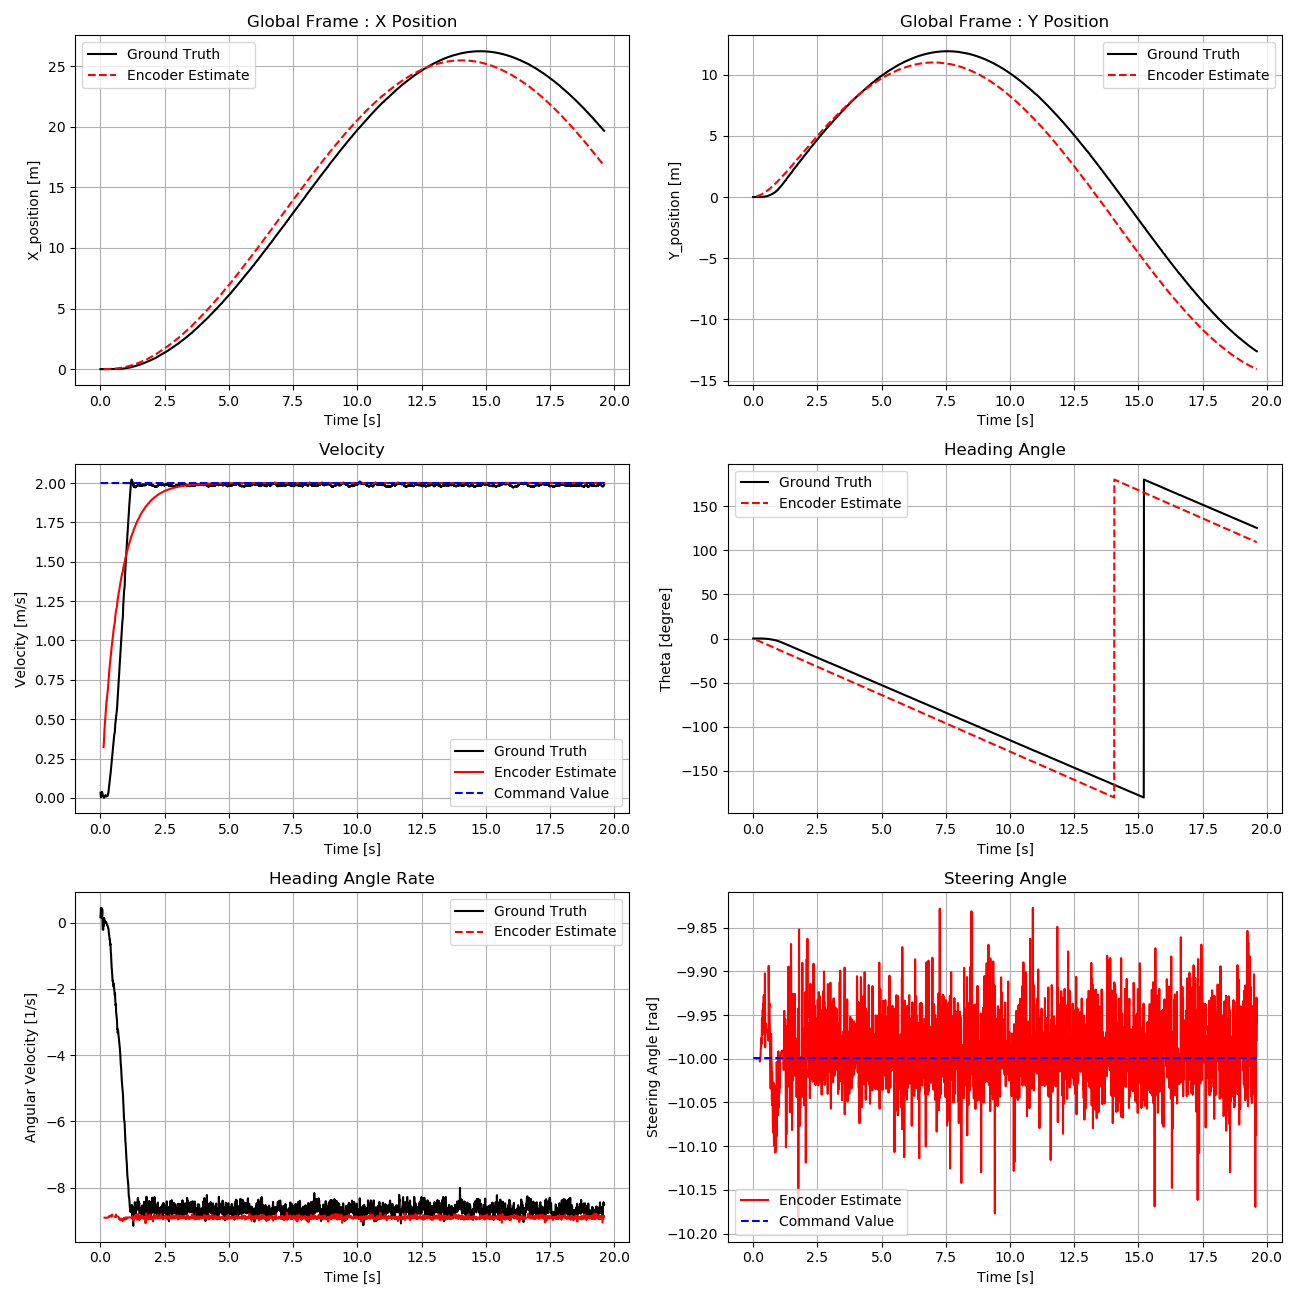 Global Frame : X Position
Ground Truth
Encoder Estimate
25
20
15
10
5
0
X_position [m]
0.0 2.5 5.0 7.5 10.0 12.5 15.0 17.5 20.0
Time [s]
Global Frame : Y Position
Ground Truth
Encoder Estimate
10
5
0
−5
−10
−15
Y_position [m]
0.0 2.5 5.0 7.5 10.0 12.5 15.0 17.5 20.0
Time [s]
Velocity
2.00
1.75
1.50
1.25
1.00
0.75
0.50
0.25
0.00
Velocity [m/s]
Ground Truth
Encoder Estimate
Command Value
0.0 2.5 5.0 7.5 10.0 12.5 15.0 17.5 20.0
Time [s]
Heading Angle
Ground Truth
Encoder Estimate
150
100
50
0
−50
−100
−150
Theta [degree]
0.0 2.5 5.0 7.5 10.0 12.5 15.0 17.5 20.0
Time [s]
Heading Angle Rate
Ground Truth
Encoder Estimate
0
−2
−4
−6
−8
Angular Velocity [1/s]
0.0 2.5 5.0 7.5 10.0 12.5 15.0 17.5 20.0
Time [s]
Steering Angle
−9.85
−9.90
−9.95
−10.00
−10.05
−10.10
−10.15
−10.20
Steering Angle [rad]
Encoder Estimate
Command Value
0.0 2.5 5.0 7.5 10.0 12.5 15.0 17.5 20.0
Time [s]